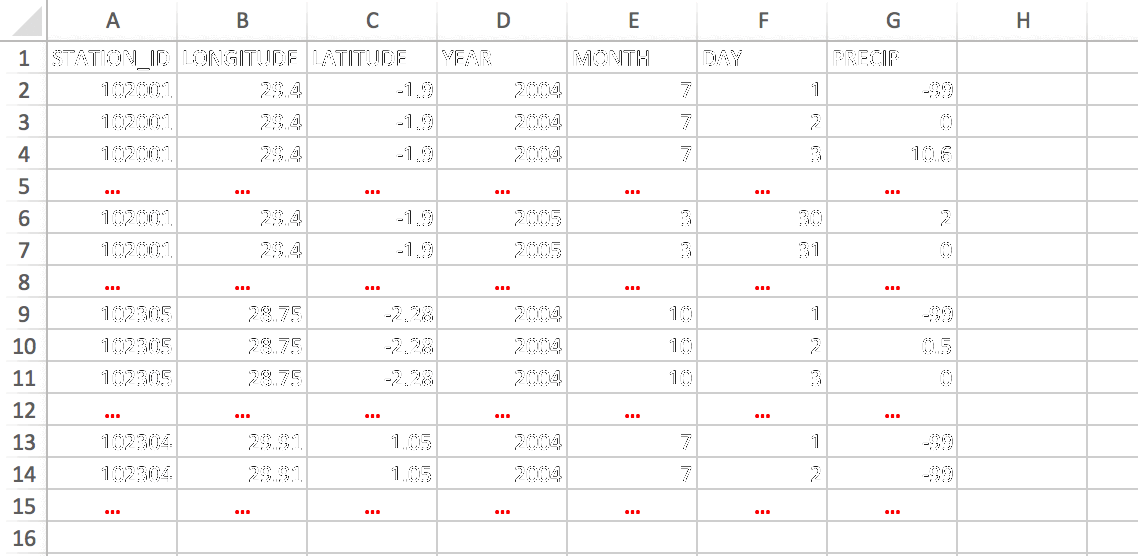 A B C D E F G H
1 STATION_ID LONGITUDE LATITUDE YEAR MONTH DAY PRECIP
2 102001 29.4 -1.9 2004 7 1 -99
3 102001 29.4 -1.9 2004 7 2 0
4 102001 29.4 -1.9 2004 7 3 10.6
5 ... ... ... ... ... ... ...
6 102001 29.4 -1.9 2005 3 30 2
7 102001 29.4 -1.9 2005 3 31 0
8 ... ... ... ... ... ... ...
9 102305 28.75 -2.28 2004 10 1 -99
10 102305 28.75 -2.28 2004 10 2 0.5
11 102305 28.75 -2.28 2004 10 3 0
12 ... ... ... ... ... ... ...
13 102304 29.91 1.05 2004 7 1 -99
14 102304 29.91 1.05 2004 7 2 -99
15 ... ... ... ... ... ... ...
16